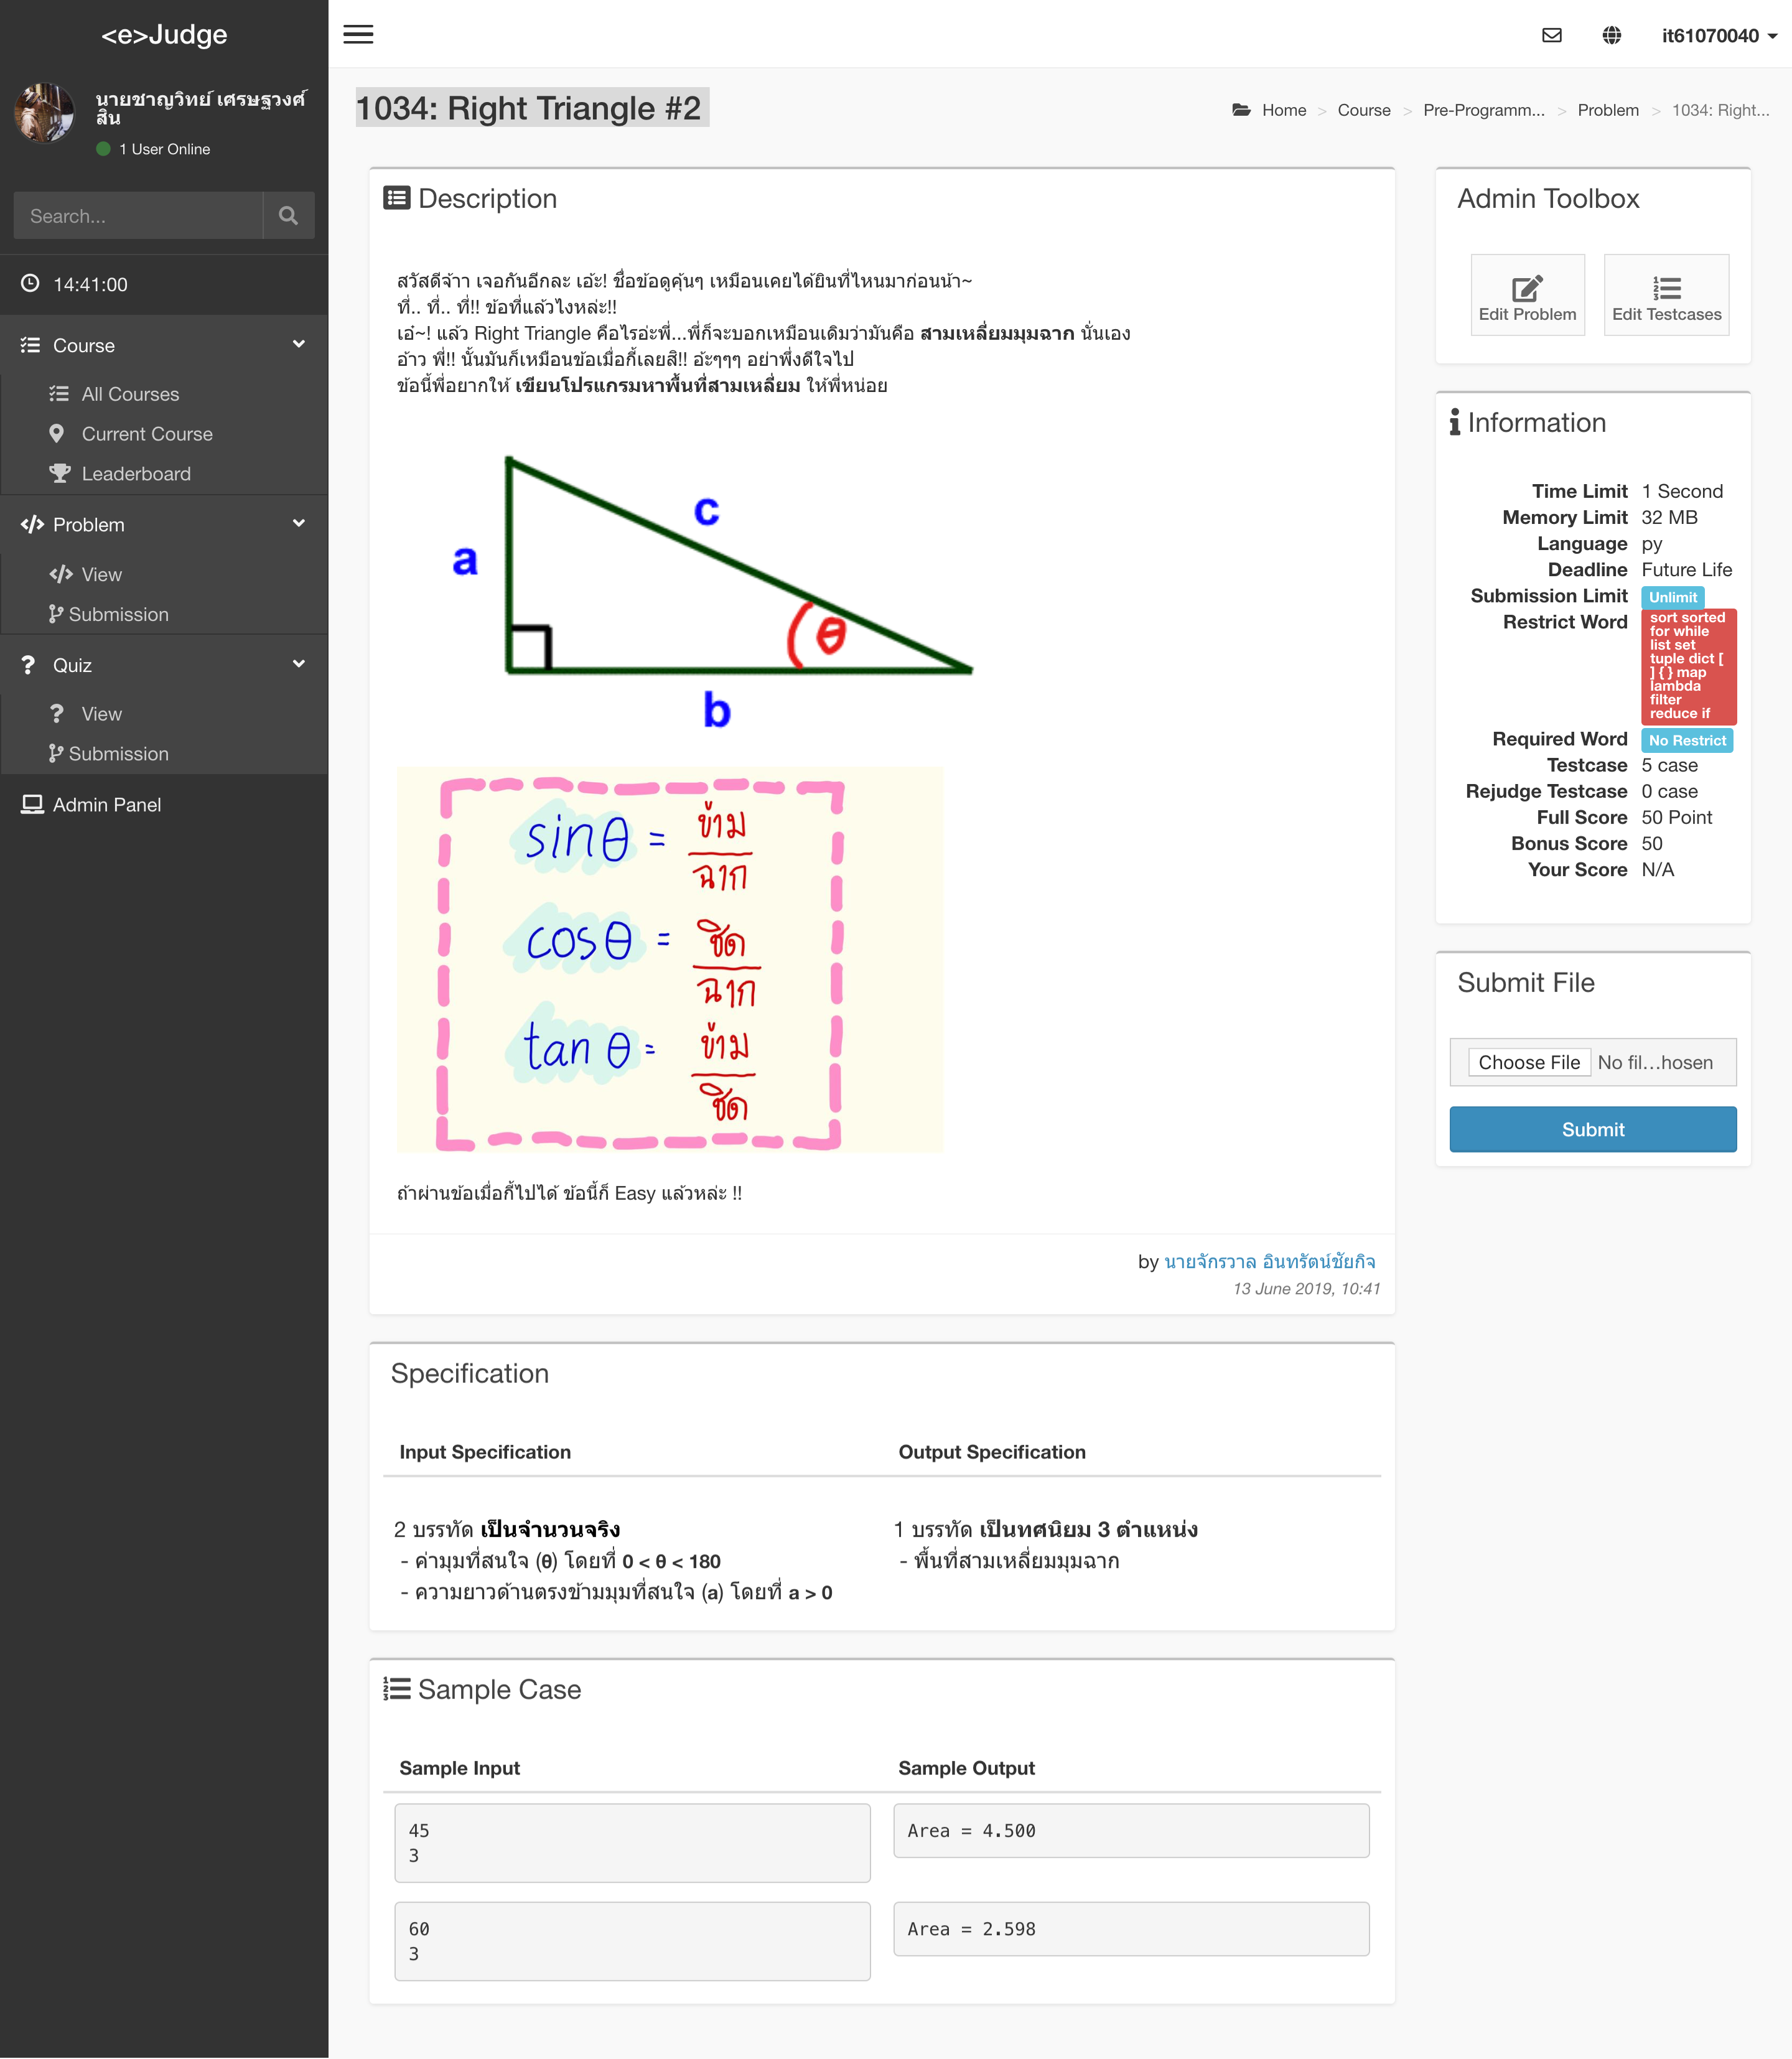 <e>Judge
นายชาญวิทย์ เศรษฐวงศ์
สิน
1 User Online
Search...
14:41:00
Course
All Courses
Current Course
Leaderboard
Problem
View
Submission
Quiz
View
Submission
Admin Panel
it61070040
1034: Right Triangle #2
Home > Course > Pre-Programm... > Problem > 1034: Right...
Description
สวัสดีจ้าา เจอกันอีกละ เอ้ะ! ชื่อข้อดูคุ้นๆ เหมือนเคยได้ยินที่ไหนมาก่อนน้า~
ที่.. ที่.. ที่!! ข้อที่แล้วไงหล่ะ!!
เอ๋~! แล้ว Right Triangle คือไรอ่ะพี่...พี่ก็จะบอกเหมือนเดิมว่ามันคือ สามเหลี่ยมมุมฉาก นั่นเอง
อ้าว พี่!! นั้นมันก็เหมือนข้อเมื่อกี้เลยสิ!! อ้ะๆๆๆ อย่าพึ่งดีใจไป
ข้อนี้พี่อยากให้ เขียนโปรแกรมหาพื้นที่สามเหลี่ยม ให้พี่หน่อย
c
a
θ
b
sinθ = ข้าม
ฉาก
cosθ = ชิด
ฉาก
tanθ = ข้าม
ชิด
ถ้าผ่านข้อเมื่อกี้ไปได้ ข้อนี้ก็ Easy แล้วหล่ะ !!
by นายจักรวาล อินทรัตน์ชัยกิจ
13 June 2019, 10:41
Specification
Input Specification
2 บรรทัด เป็นจำนวนจริง
- ค่ามุมที่สนใจ (θ) โดยที่ 0 < θ < 180
- ความยาวด้านตรงข้ามมุมที่สนใจ (a) โดยที่ a > 0
Output Specification
1 บรรทัด เป็นทศนิยม 3 ตำแหน่ง
- พื้นที่สามเหลี่ยมมุมฉาก
Sample Case
Sample Input
Sample Output
45
3
Area = 4.500
60
3
Area = 2.598
Admin Toolbox
Edit Problem
Edit Testcases
Information
Time Limit 1 Second
Memory Limit 32 MB
Language py
Deadline Future Life
Submission Limit Unlimit
Restrict Word sort sorted
for while
list set
tuple dict [
] { } map
lambda
filter
reduce if
Required Word No Restrict
Testcase 5 case
Rejudge Testcase 0 case
Full Score 50 Point
Bonus Score 50
Your Score N/A
Submit File
Choose File No fil...hosen
Submit